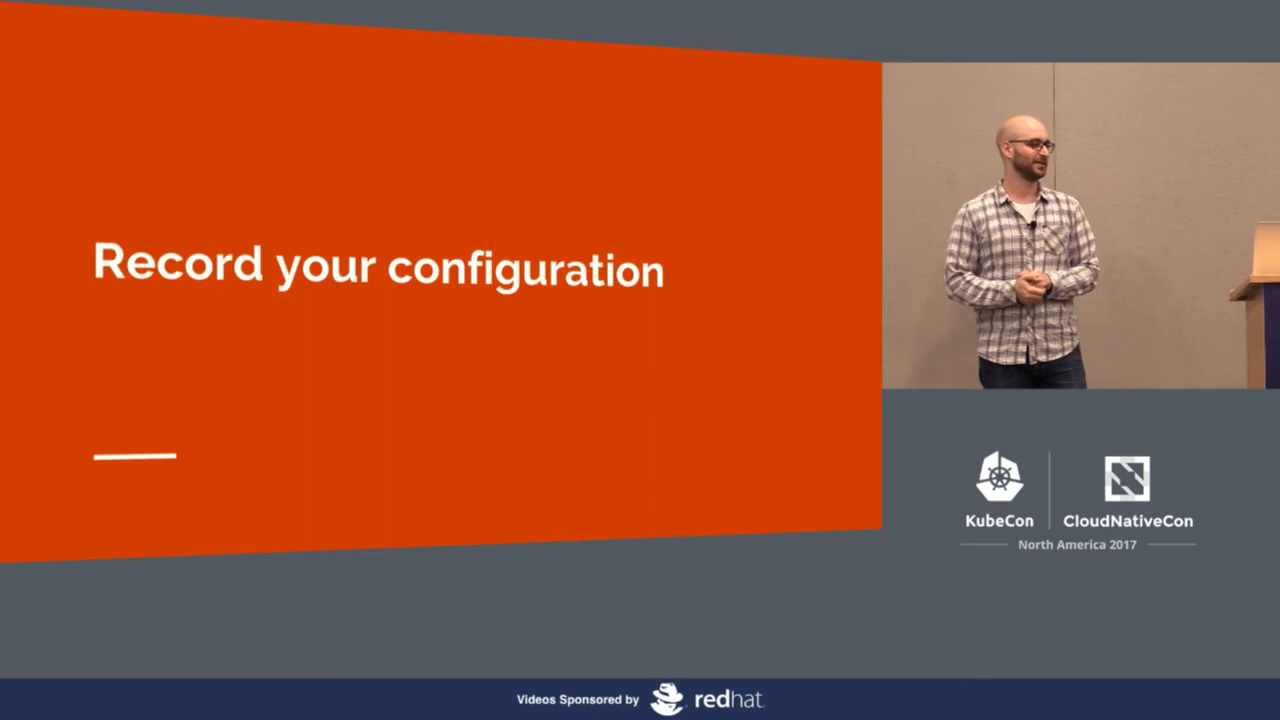 Record your configuration
KubeCon
CloudNativeCon
North America 2017
Videos Sponsored by redhat.